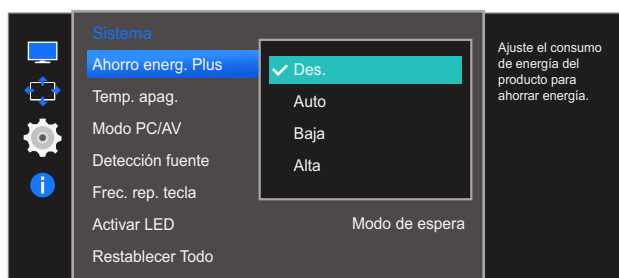 Sistema
Ahorro energ. Plus
Des.
Temp. apag.
Auto
Modo PC/AV
Baja
Detección fuente
Alta
Frec. rep. tecla
Activar LED
Modo de espera
Restablecer Todo
Ajuste el consumo
de energía del
producto para
ahorrar energía.